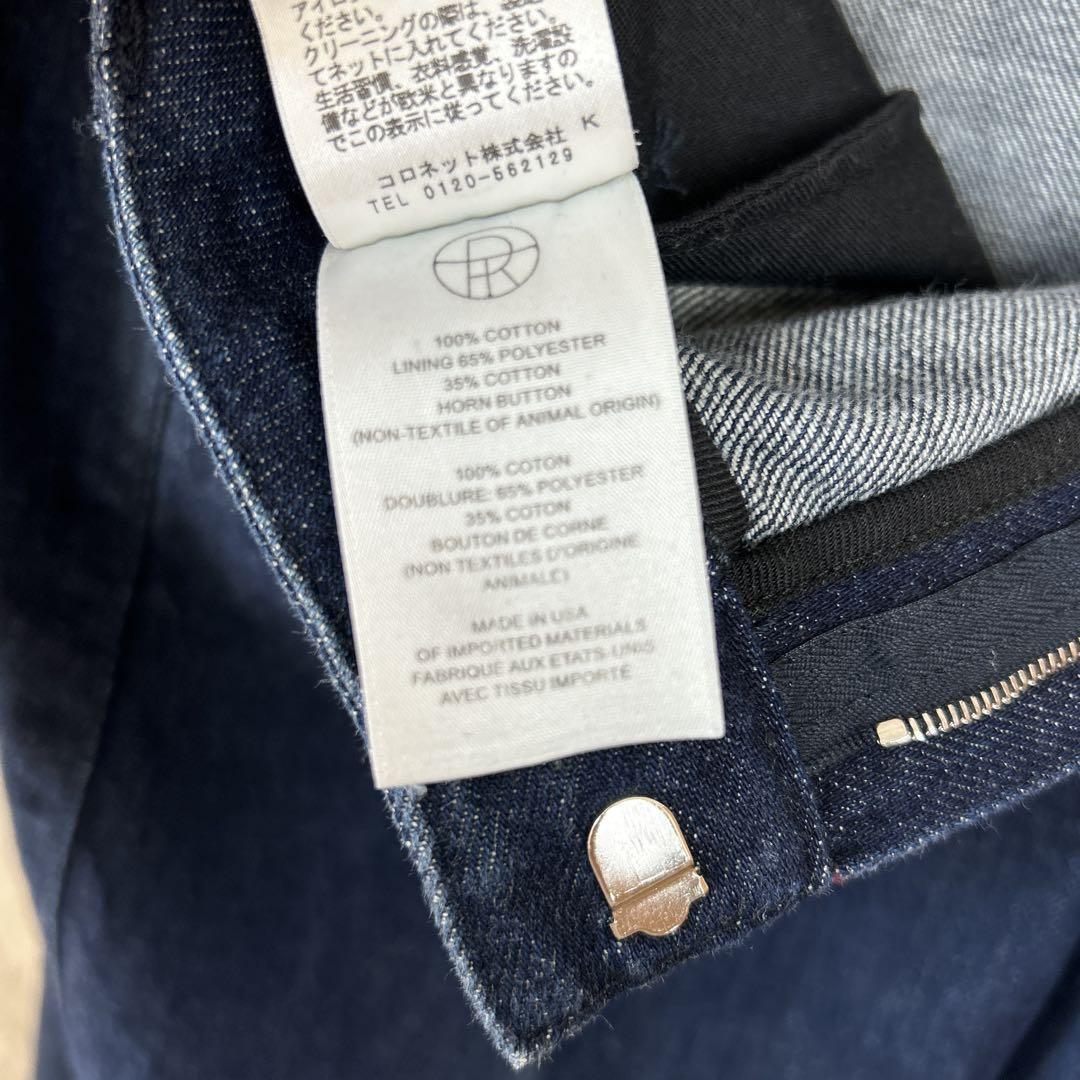 ください。
クリーニングの際は、
てネットに入れてください。
生活習慣、衣料感覚、洗濯設
備などが欧米と異なりますの
でこの表示に従ってください。
コロネット株式会社 K
TEL 0120-562129
R
100% COTTON
LINING 65% POLYESTER
35% COTTON
HORN BUTTON
(NON-TEXTILE OF ANIMAL ORIGIN)
100% COTON
DOUBLURE: 65% POLYESTER
35% COTON
BOUTON DE CORNE
(NON TEXTILES D'ORIGINE
ANIMALE)
MADE IN USA
OF IMPORTED MATERIALS
FABRIQUE AUX ETATS-UNIS
AVEC TISSU IMPORTE